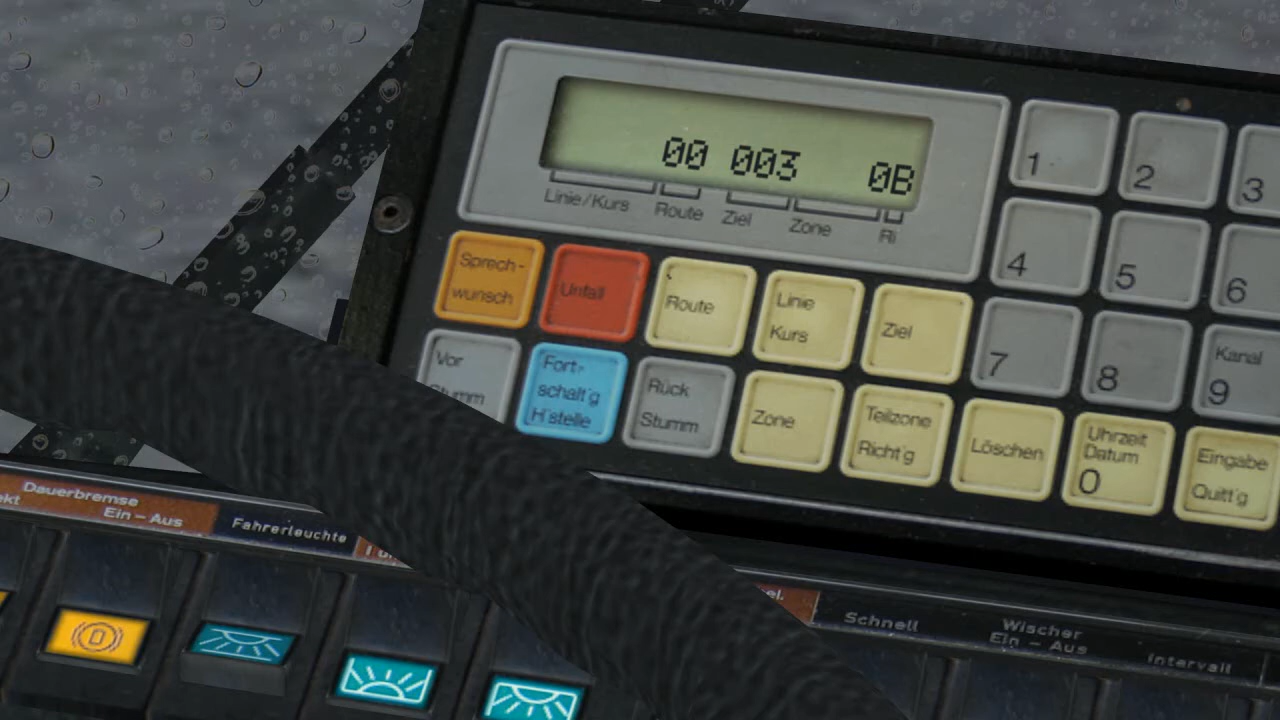 00 003 0B
Linie/Kurs Route Ziel Zone Ri
1 2 3
4 5 6
7 8 Kanal
9
Sprech-
wunsch
Unfall
Route
Linie
Kurs
Ziel
Vor
Fort-
schalt'g
H'stelle
Rück
Stumm
Zone
Teilzone
Richt'g
Löschen
Uhrzeit
Datum
0
Eingabe
Quitt'g
Dauerbremse
Ein – Aus
Fahrerleuchte
Schnell
Wischer
Ein – Aus
Intervall